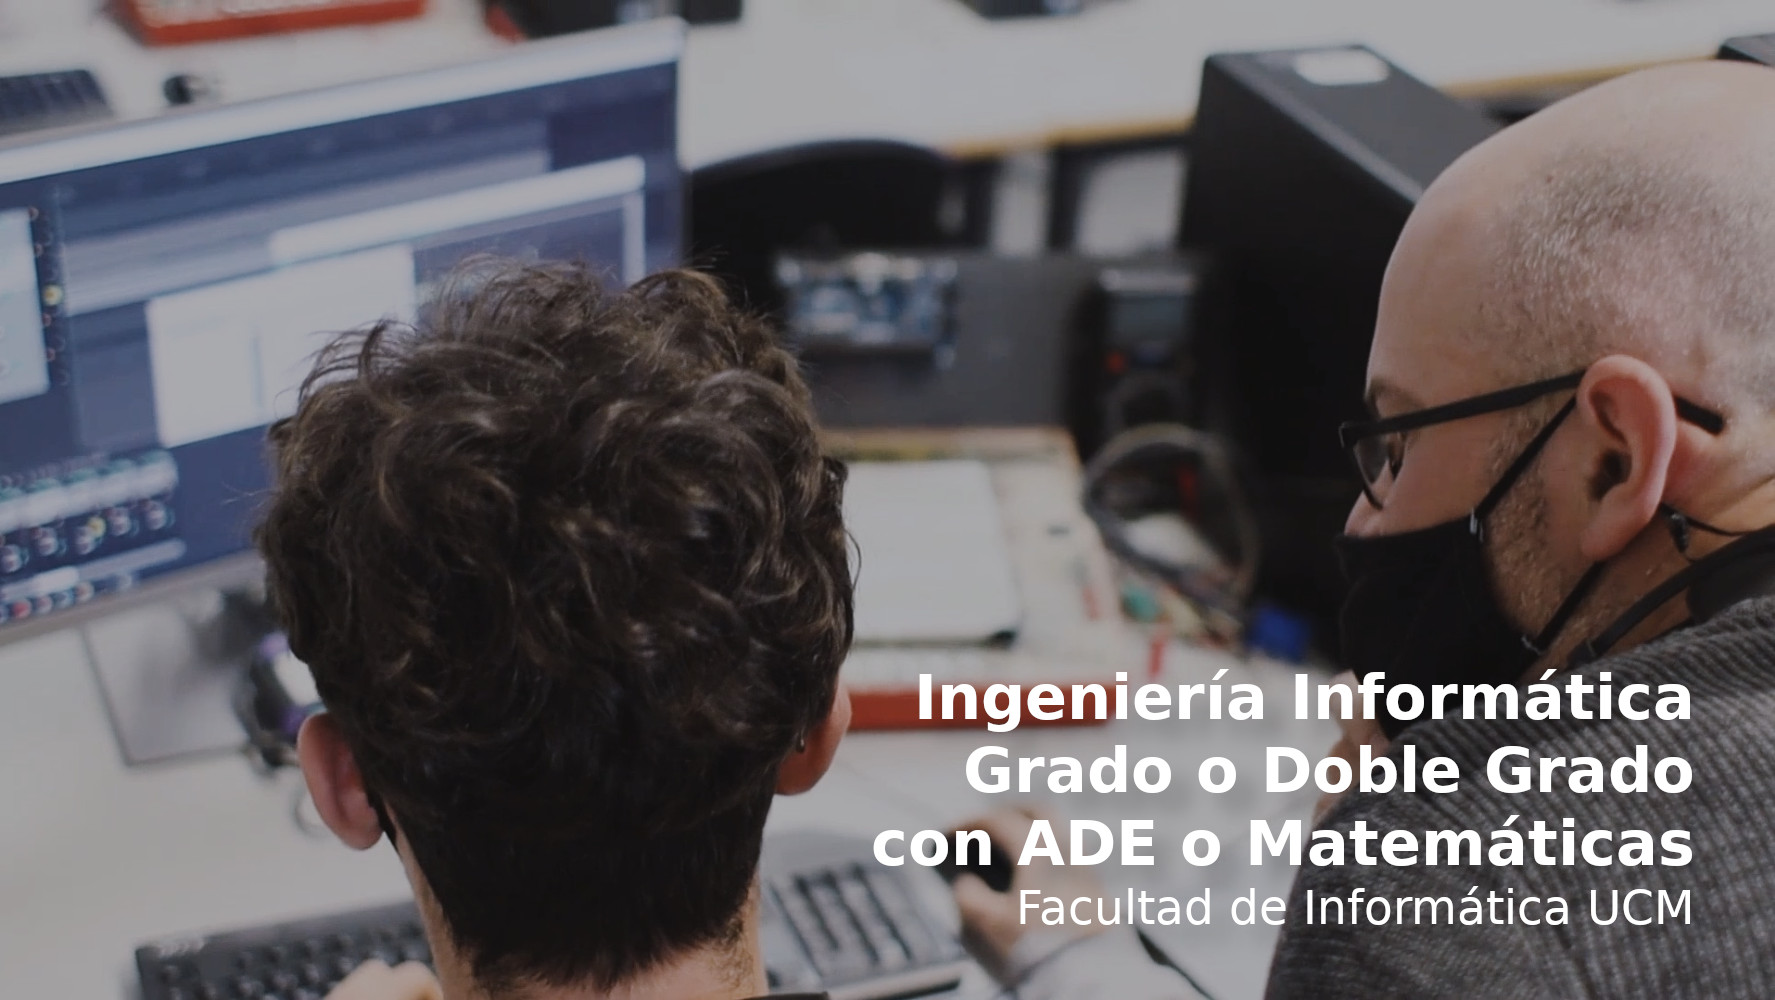 Ingeniería Informática
Grado o Doble Grado
con ADE o Matemáticas
Facultad de Informática UCM